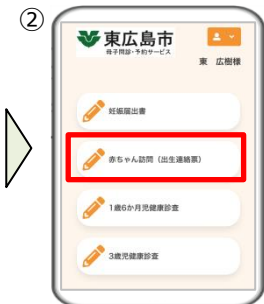 ②
東広島市
母子問診・予約サービス
東 広樹様
妊娠届出書
赤ちゃん訪問（出生連絡票）
1歳6か月児健康診査
3歳児健康診査